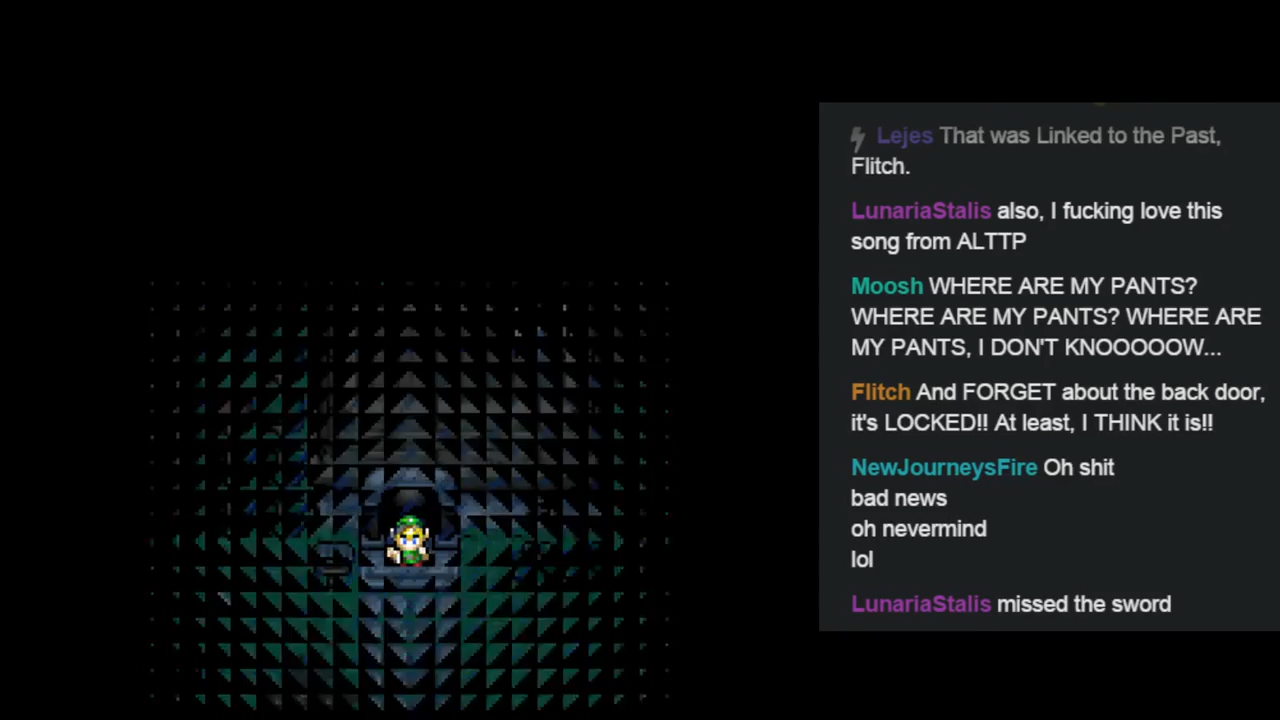 Lejes That was Linked to the Past,
Flitch.
LunariaStalis also, I fucking love this
song from ALTTP
Moosh WHERE ARE MY PANTS?
WHERE ARE MY PANTS? WHERE ARE
MY PANTS, I DON'T KNOOOOOW...
Flitch And FORGET about the back door,
it's LOCKED!! At least, I THINK it is!!
NewJourneysFire Oh shit
bad news
oh nevermind
lol
LunariaStalis missed the sword